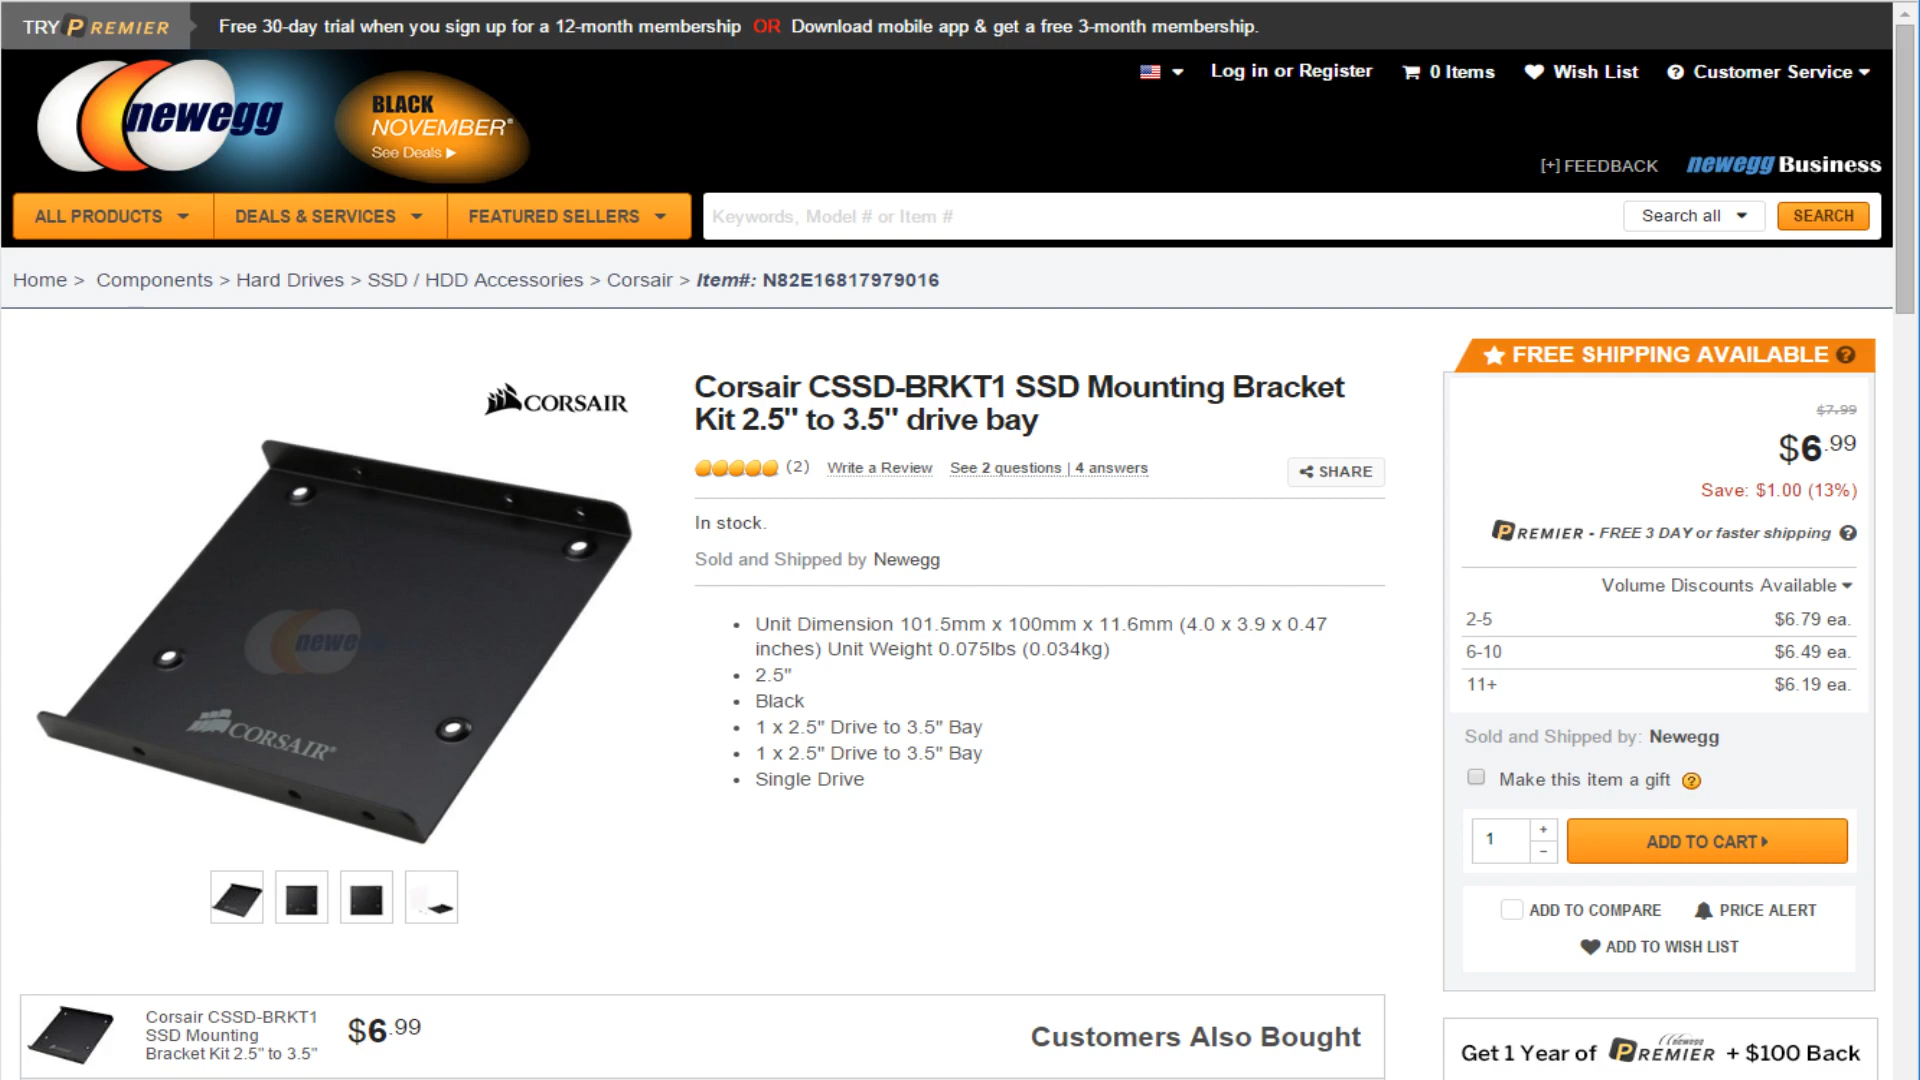 TRY PREMIER Free 30-day trial when you sign up for a 12-month membership OR Download mobile app & get a free 3-month membership.
Log in or Register 0 Items Wish List Customer Service
newegg
BLACK
NOVEMBER®
See Deals
[+] FEEDBACK newegg Business
ALL PRODUCTS DEALS & SERVICES FEATURED SELLERS Keywords, Model # or Item # Search all SEARCH
Home > Components > Hard Drives > SSD / HDD Accessories > Corsair > Item#: N82E16817979016
CORSAIR
newegg
CORSAIR®
Corsair CSSD-BRKT1 SSD Mounting Bracket
Kit 2.5" to 3.5" drive bay
(2) Write a Review See 2 questions | 4 answers SHARE
In stock.
Sold and Shipped by Newegg
• Unit Dimension 101.5mm x 100mm x 11.6mm (4.0 x 3.9 x 0.47
inches) Unit Weight 0.075lbs (0.034kg)
• 2.5"
• Black
• 1 x 2.5" Drive to 3.5" Bay
• 1 x 2.5" Drive to 3.5" Bay
• Single Drive
FREE SHIPPING AVAILABLE ?
$7.99
$6.99
Save: $1.00 (13%)
PREMIER - FREE 3 DAY or faster shipping ?
Volume Discounts Available
2-5 $6.79 ea.
6-10 $6.49 ea.
11+ $6.19 ea.
Sold and Shipped by: Newegg
Make this item a gift ?
1 + − ADD TO CART
ADD TO COMPARE PRICE ALERT
ADD TO WISH LIST
Corsair CSSD-BRKT1
SSD Mounting
Bracket Kit 2.5" to 3.5"
$6.99
Customers Also Bought
Get 1 Year of newegg PREMIER + $100 Back